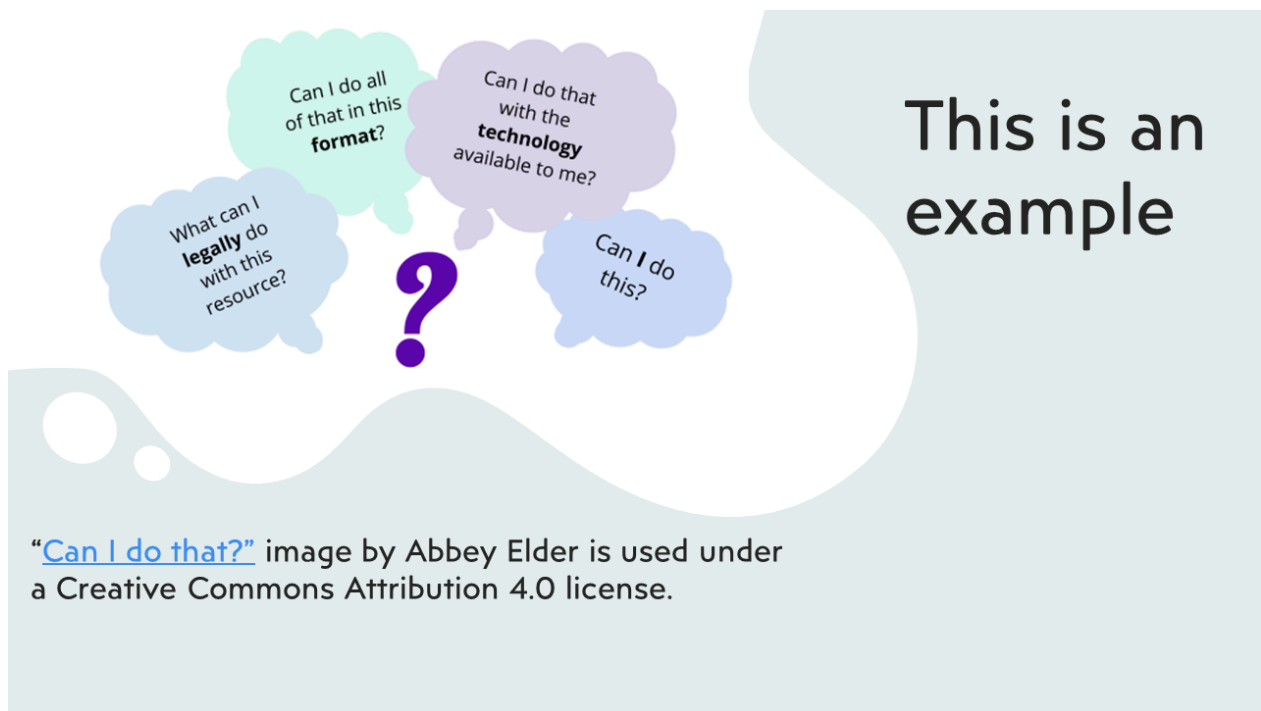 Can I do all
of that in this
format?
Can I do that
with the
technology
available to me?
What can I
legally do
with this
resource?
Can I do
this?
?
This is an
example
“Can I do that?” image by Abbey Elder is used under
a Creative Commons Attribution 4.0 license.